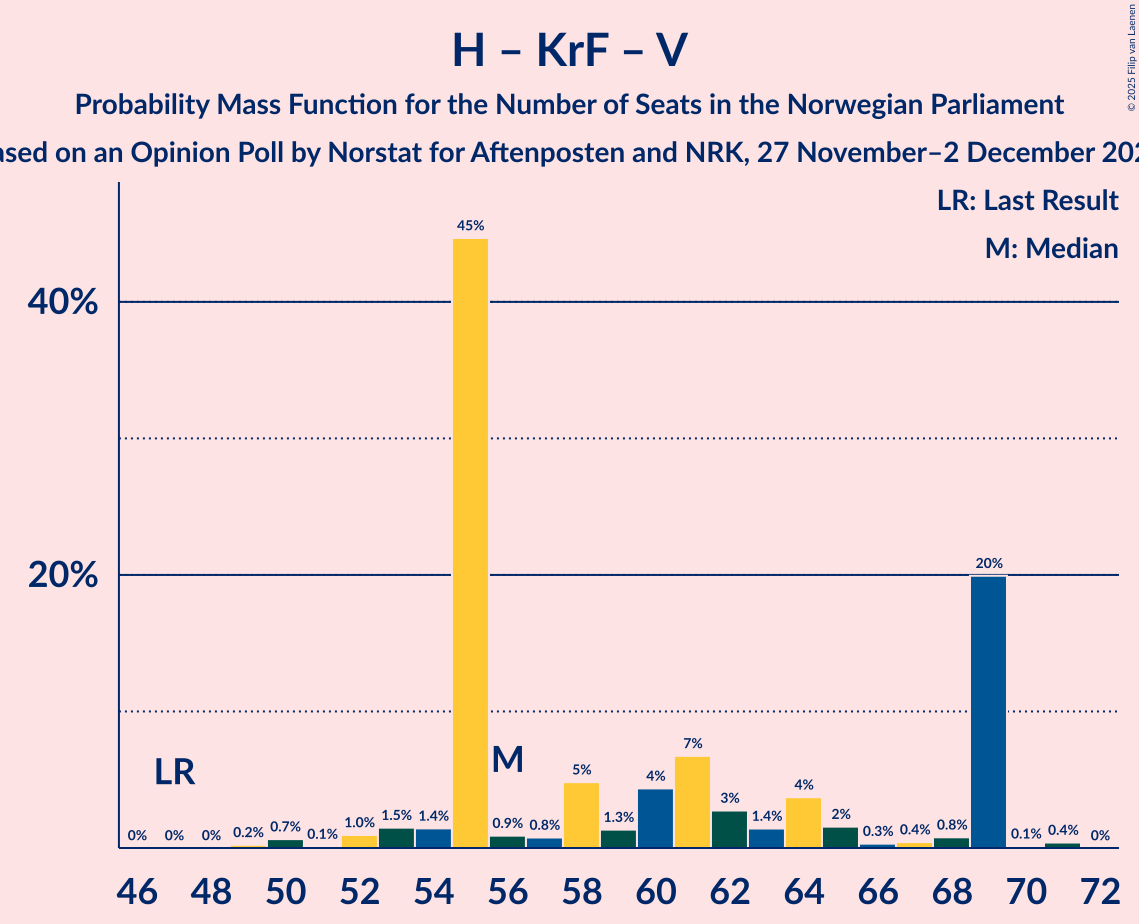 H – KrF – V
Probability Mass Function for the Number of Seats in the Norwegian Parliament
on an Opinion Poll by Norstat for Aftenposten and NRK, 27 November–2 December
© 2025 Filip van Laenen
LR: Last Result
M: Median
40%
20%
45%
20%
LR
M
0% 0% 0% 0.2% 0.7% 0.1% 1.0% 1.5% 1.4% 0.9% 0.8% 5% 1.3% 4% 7% 3% 1.4% 4% 2% 0.3% 0.4% 0.8% 0.1% 0.4% 0%
46 48 50 52 54 56 58 60 62 64 66 68 70 72